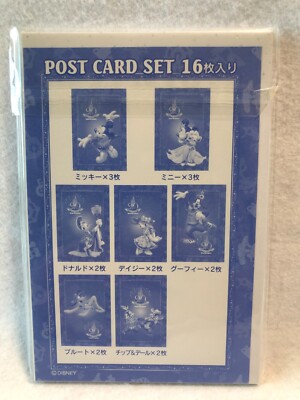 POST CARD SET 16枚入り
ミッキー×3枚 ミニー×3枚
ドナルド×2枚 デイジー×2枚 グーフィー×2枚
プルート×2枚 チップ&デール×2枚
©DISNEY